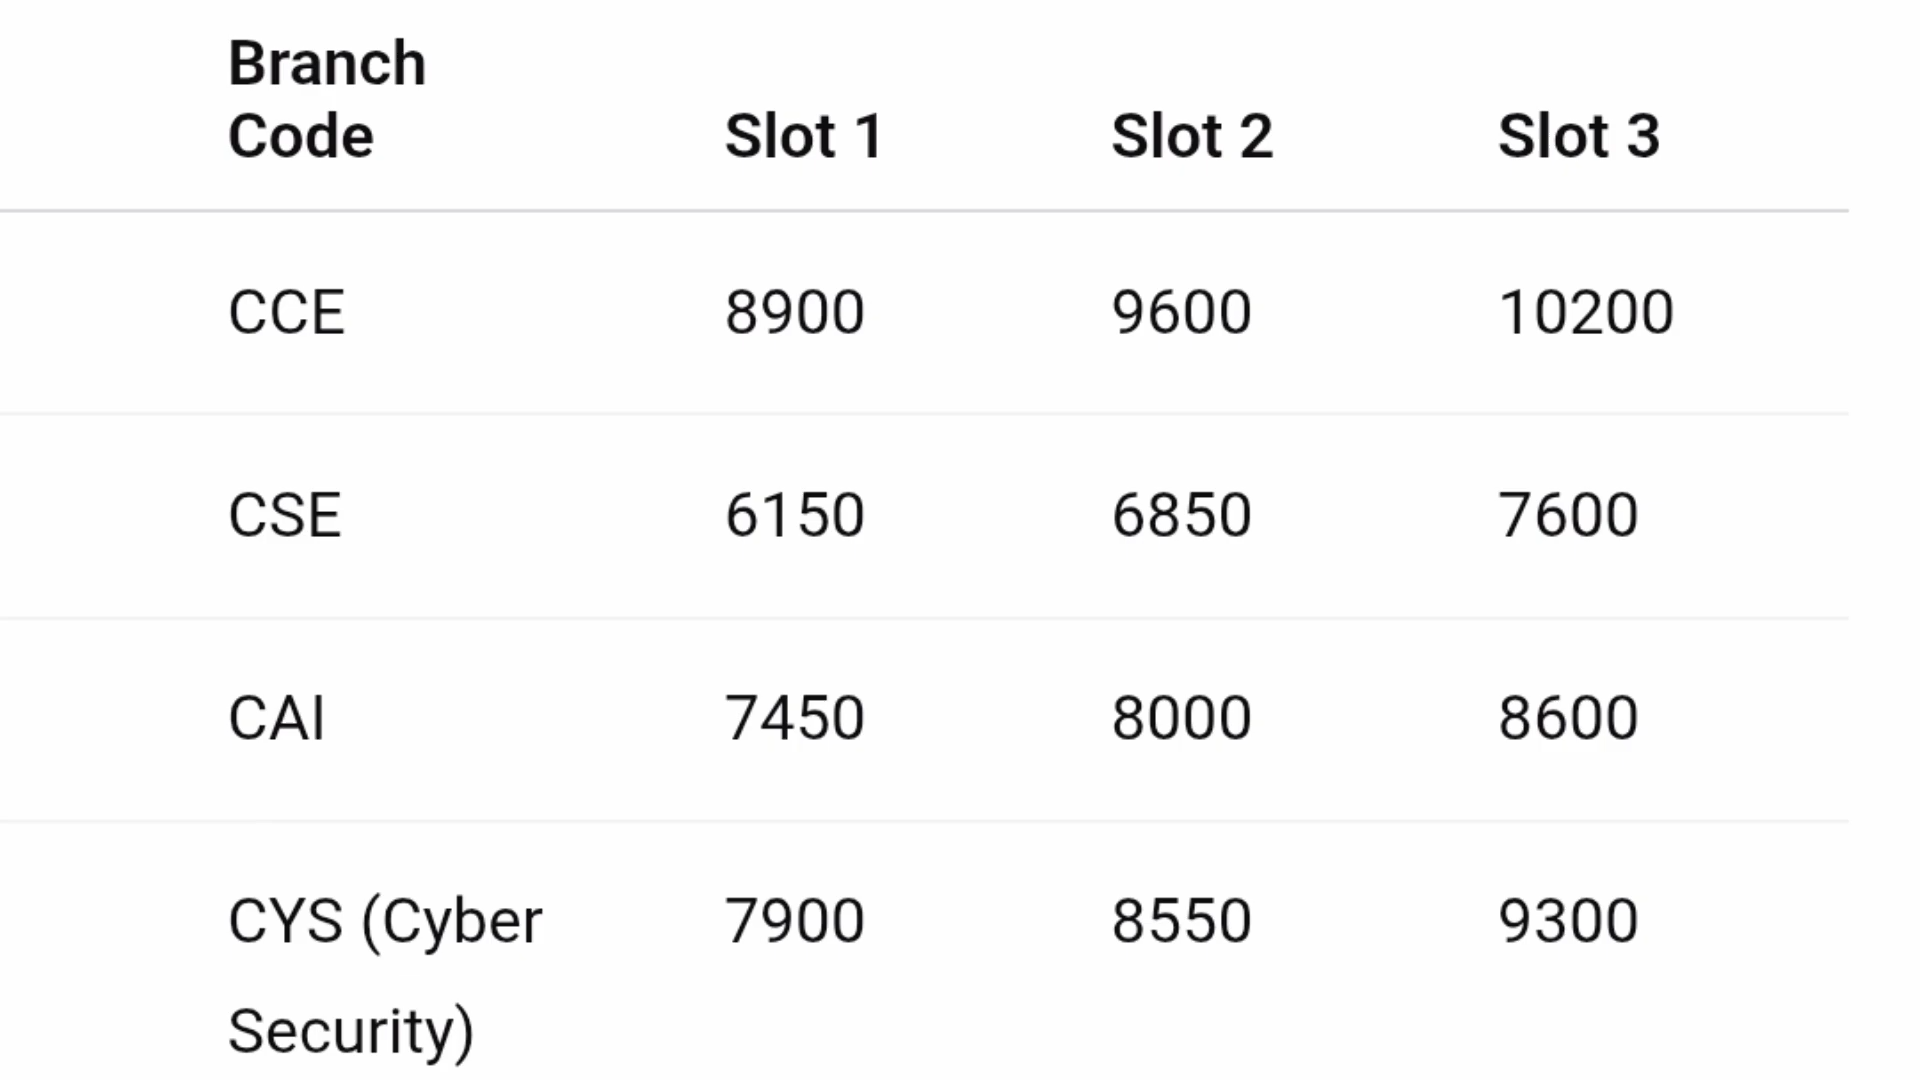 Branch
Code Slot 1 Slot 2 Slot 3
CCE 8900 9600 10200
CSE 6150 6850 7600
CAI 7450 8000 8600
CYS (Cyber 7900 8550 9300
Security)